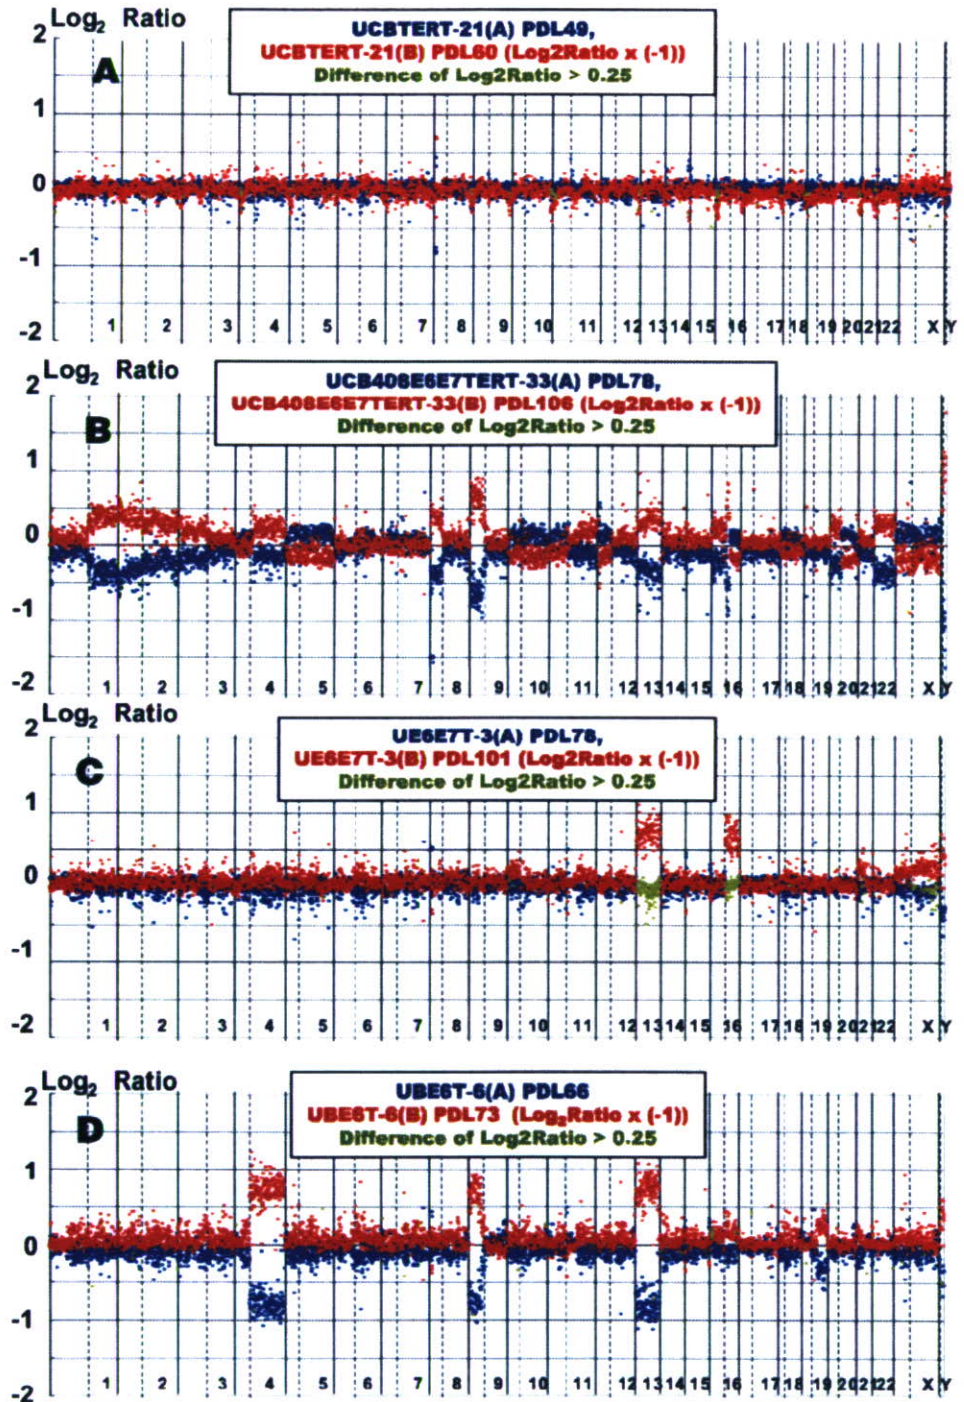 Log₂ Ratio
UCBTERT-21(A) PDL49,
UCBTERT-21(B) PDL60 (Log2Ratio x (-1))
Difference of Log2Ratio > 0.25
A
2
1
0
-1
-2
1 2 3 4 5 6 7 8 9 10 11 12 13 14 15 16 17 18 19 20 21 22 X Y
Log₂ Ratio
UCB408E6E7TERT-33(A) PDL78,
UCB408E6E7TERT-33(B) PDL106 (Log2Ratio x (-1))
Difference of Log2Ratio > 0.25
B
2
1
0
-1
-2
1 2 3 4 5 7 8 9 10 11 12 13 14 15 16 17 18 19 20 21 22 X Y
Log₂ Ratio
UE6E7T-3(A) PDL78,
UE6E7T-3(B) PDL101 (Log2Ratio x (-1))
Difference of Log2Ratio > 0.25
C
2
1
0
-1
-2
1 2 3 4 5 6 7 8 9 10 11 12 13 14 15 16 17 18 19 20 21 22 X Y
Log₂ Ratio
UBE6T-6(A) PDL66
UBE6T-6(B) PDL73 (Log₂Ratio x (-1))
Difference of Log2Ratio > 0.25
D
2
1
0
-1
-2
1 2 3 4 5 6 7 8 9 10 11 12 13 14 15 16 17 18 19 20 21 22 X Y